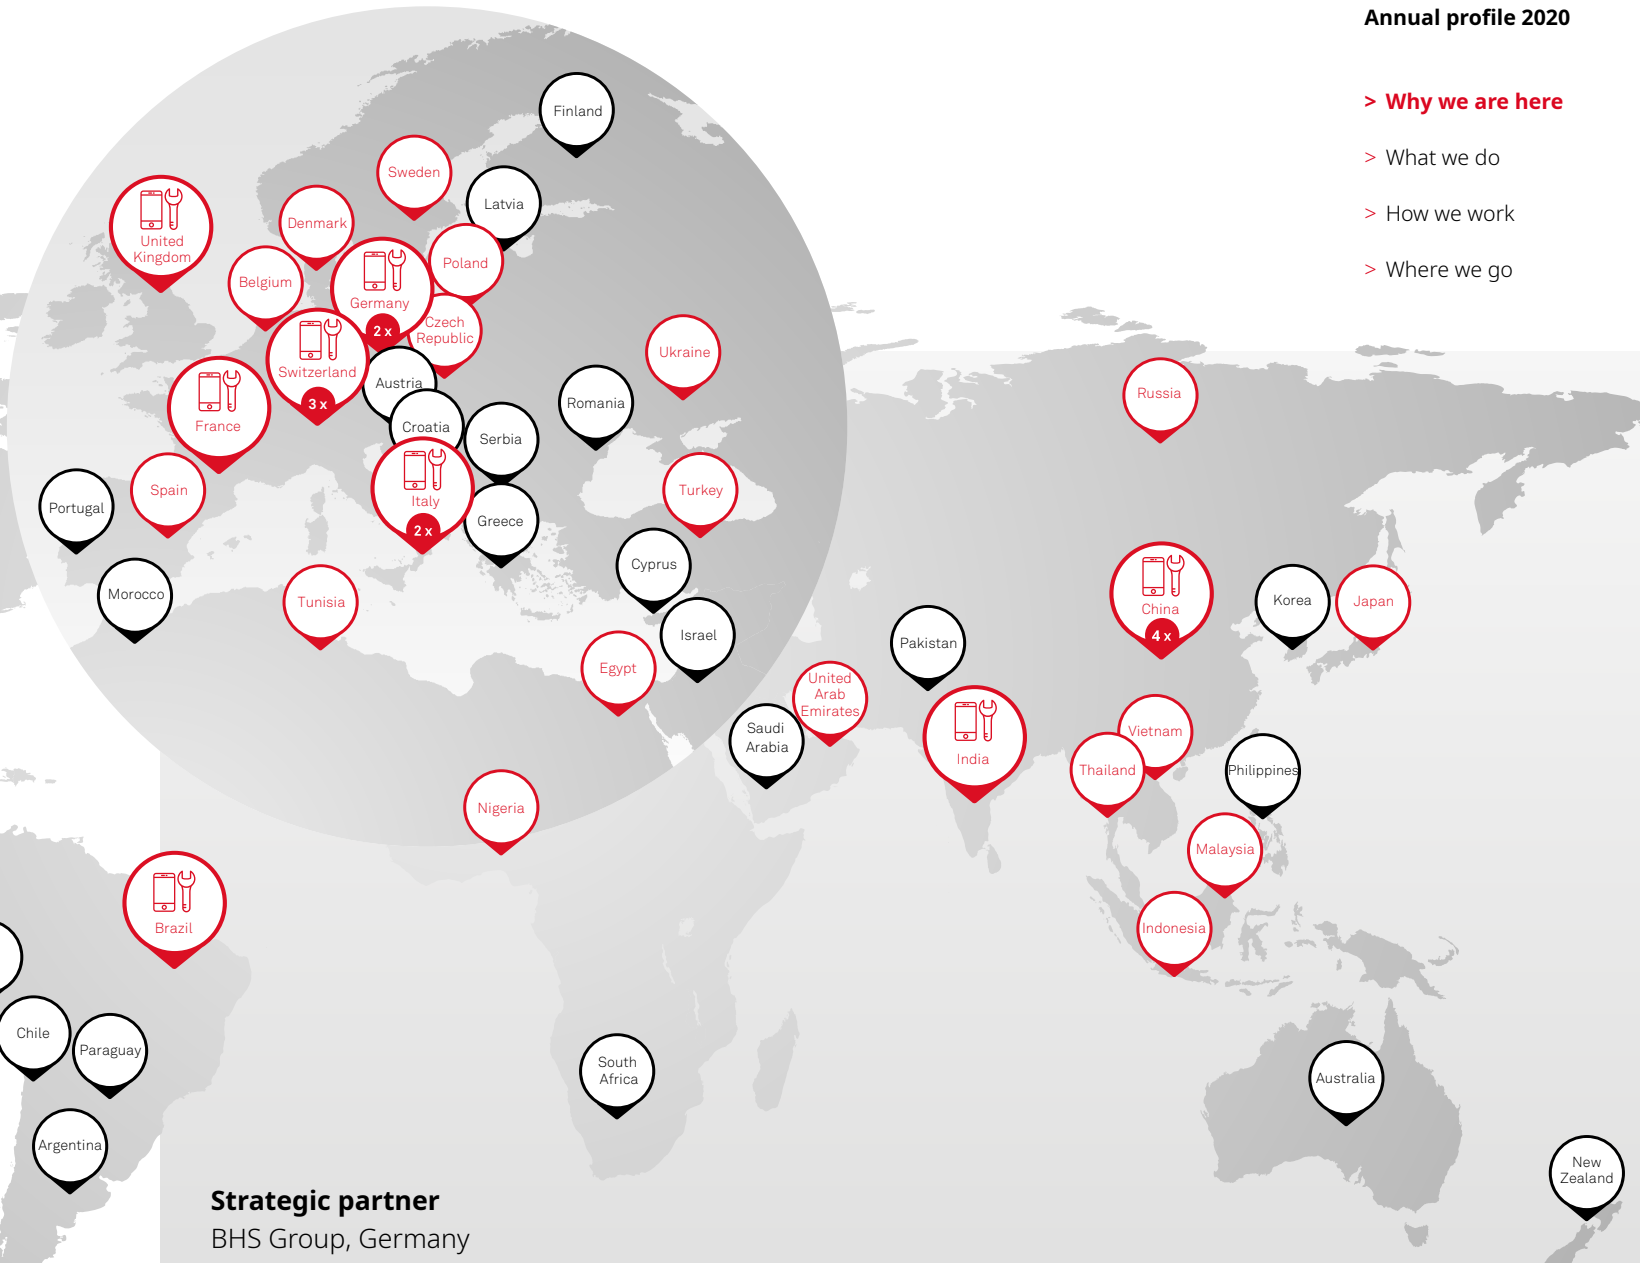 Annual profile 2020
> Why we are here
> What we do
> How we work
> Where we go
Finland
Sweden
Latvia
Denmark
United
Kingdom
Poland
Belgium
Germany
2 x
Czech
Republic
Switzerland
3 x
Ukraine
Austria
Romania
Russia
France
Croatia
Serbia
Portugal
Spain
Italy
2 x
Turkey
Greece
Cyprus
Morocco
Tunisia
Israel
Egypt
Pakistan
China
4 x
Korea
Japan
United
Arab
Emirates
Saudi
Arabia
India
Vietnam
Thailand
Philippines
Nigeria
Malaysia
Brazil
Indonesia
Chile
Paraguay
South
Africa
Australia
Argentina
New
Zealand
Strategic partner
BHS Group, Germany